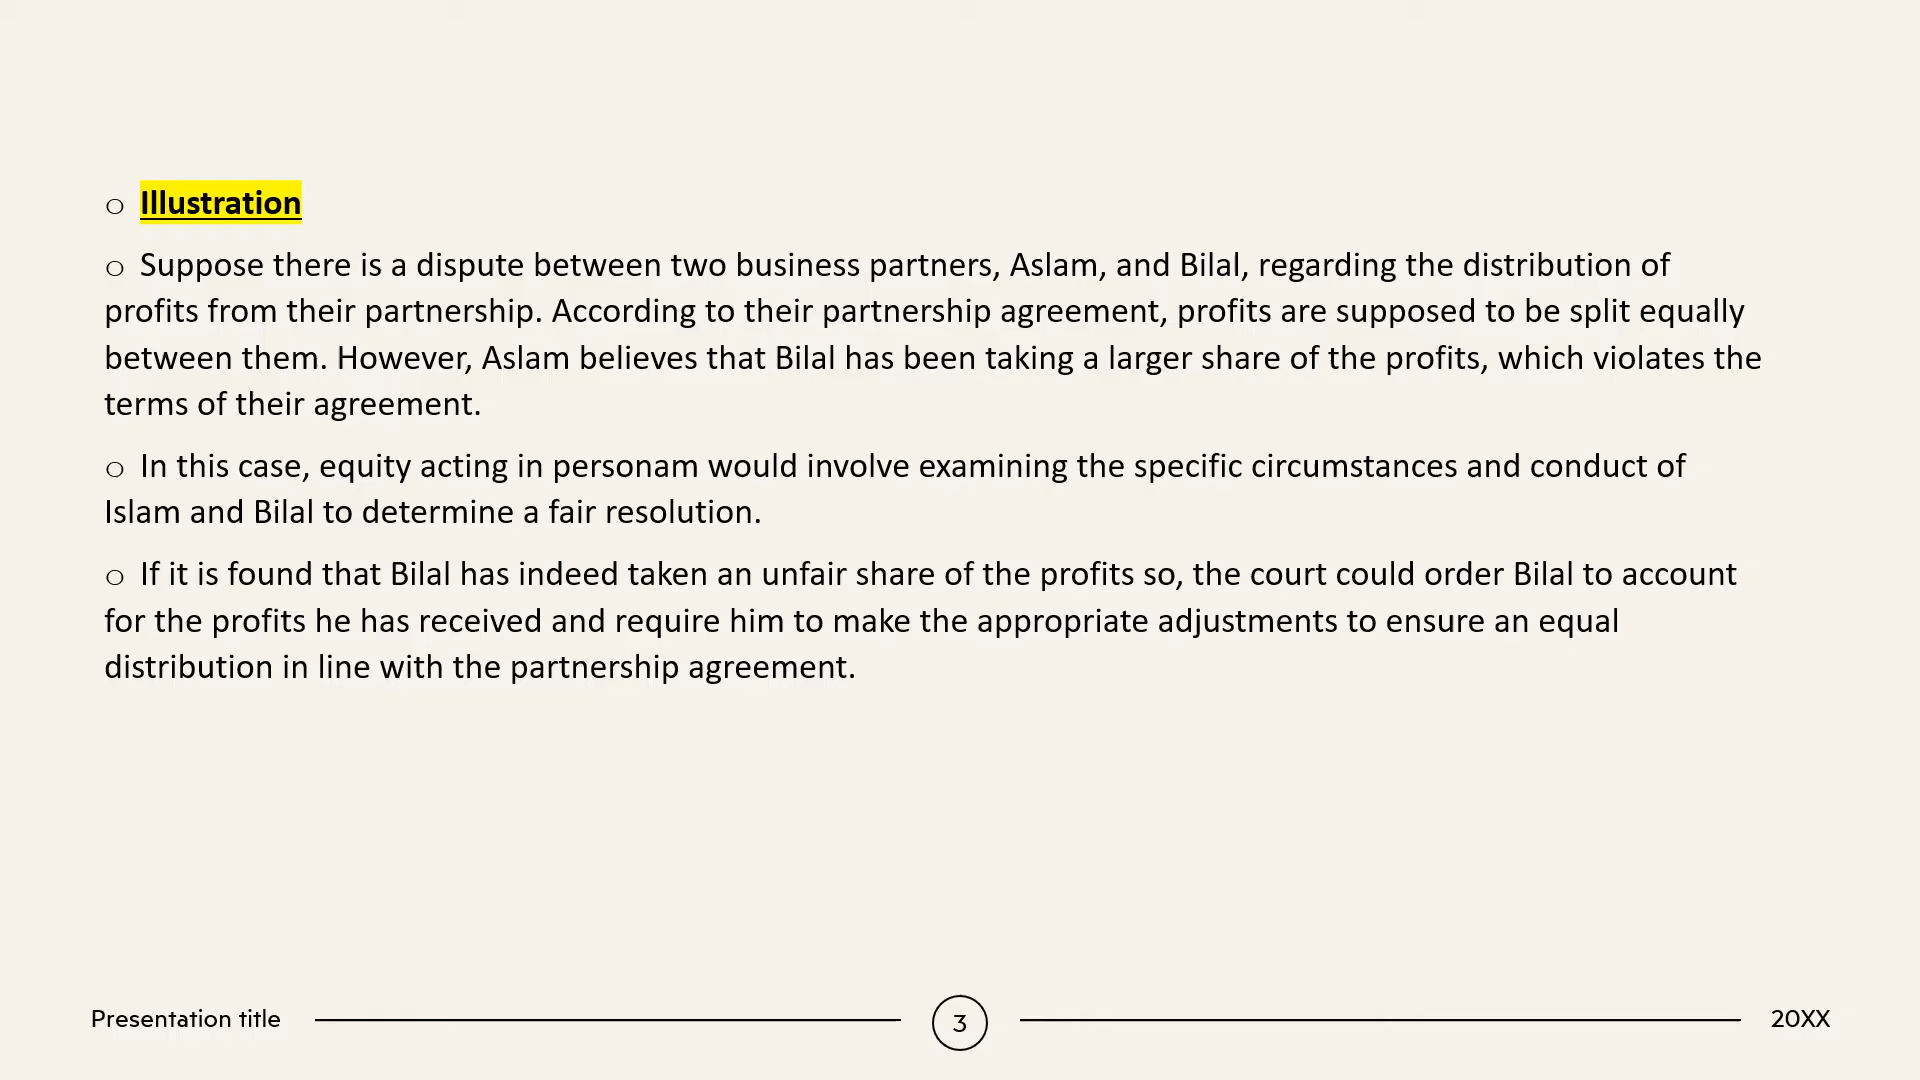 o Illustration
o Suppose there is a dispute between two business partners, Aslam, and Bilal, regarding the distribution of
profits from their partnership. According to their partnership agreement, profits are supposed to be split equally
between them. However, Aslam believes that Bilal has been taking a larger share of the profits, which violates the
terms of their agreement.
o In this case, equity acting in personam would involve examining the specific circumstances and conduct of
Islam and Bilal to determine a fair resolution.
o If it is found that Bilal has indeed taken an unfair share of the profits so, the court could order Bilal to account
for the profits he has received and require him to make the appropriate adjustments to ensure an equal
distribution in line with the partnership agreement.
Presentation title 3 20XX